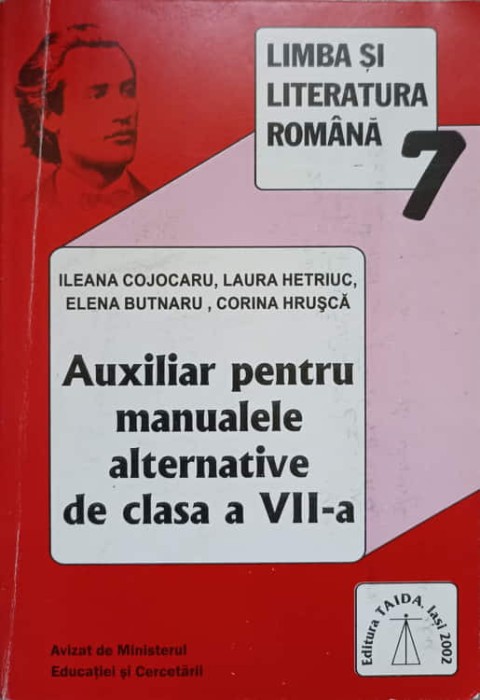 LIMBA ȘI
LITERATURA
ROMÂNĂ
7
ILEANA COJOCARU, LAURA HETRIUC,
ELENA BUTNARU , CORINA HRUŞCĂ
Auxiliar pentru
manualele
alternative
de clasa a VII-a
Editura TAIDA. Iași 2002
Avizat de Ministerul
Educației și Cercetării